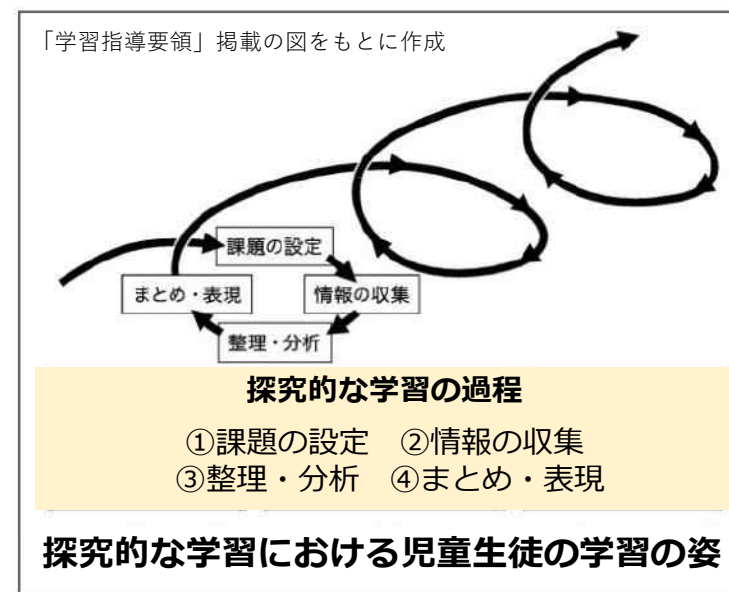 「学習指導要領」掲載の図をもとに作成
課題の設定
まとめ・表現
情報の収集
整理・分析
探究的な学習の過程
①課題の設定　②情報の収集
③整理・分析　④まとめ・表現
探究的な学習における児童生徒の学習の姿